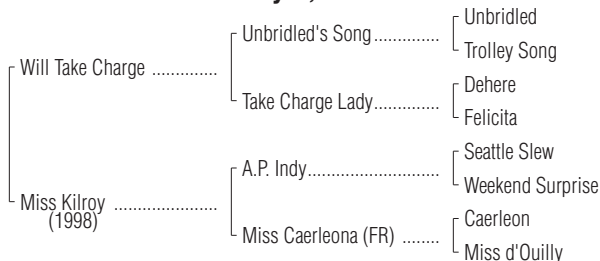 Unbridled
Unbridled's Song..............
Trolley Song
Will Take Charge .............
Dehere
Take Charge Lady..............
Felicita
Seattle Slew
A.P. Indy............................
Weekend Surprise
Miss Kilroy .....................
(1998)
Caerleon
Miss Caerleona (FR) ........
Miss d'Ouilly